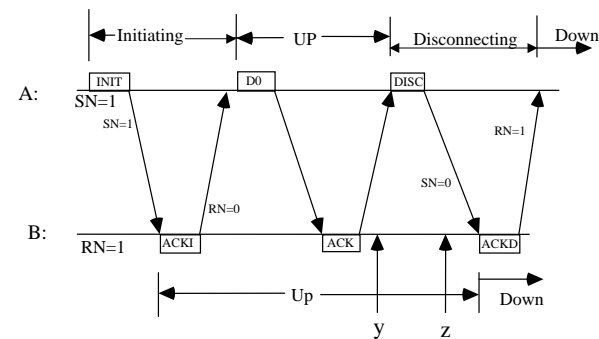 Initiating UP Disconnecting Down
A: INIT D0 DISC
SN=1
SN=1 RN=0 SN=0 RN=1
B: ACKI ACK ACKD
RN=1
Up Down
y z